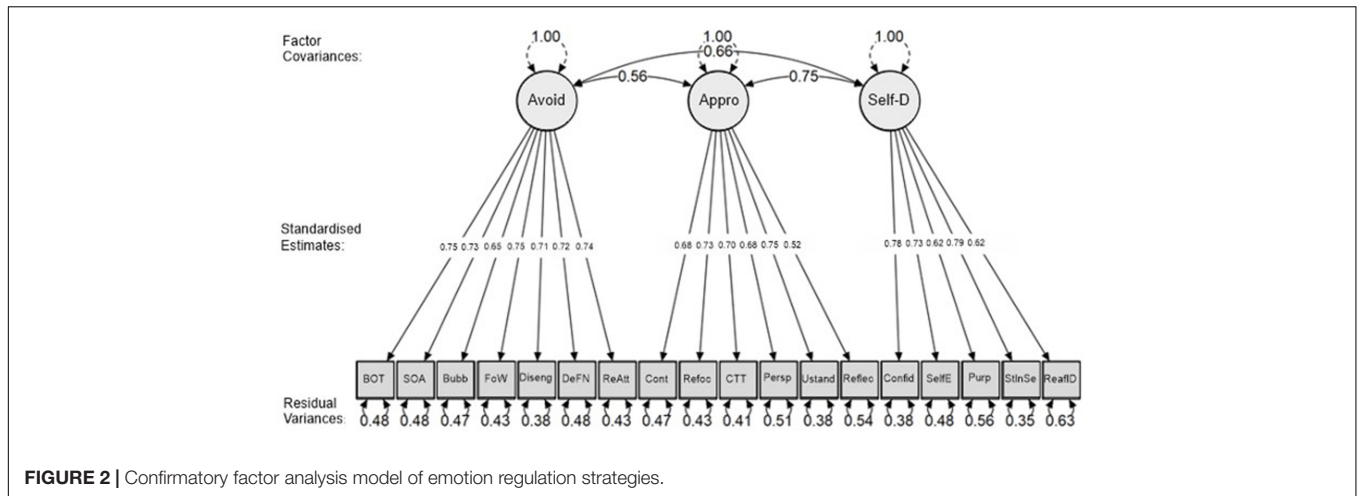 Factor
Covariances:
1.00 1.00 1.00
0.66
0.56 0.75
Avoid Appro Self-D
Standardised
Estimates:
0.75 0.73 0.65 0.75 0.71 0.72 0.74 0.68 0.73 0.70 0.68 0.75 0.52 0.78 0.73 0.62 0.79 0.62
BOT SOA Bubb FoW Diseng DeFN ReAtt Cont Refoc CTT Persp Ustand Reflec Confid SelfE Purp StInSe ReaflD
Residual
Variances:
0.48 0.48 0.47 0.43 0.38 0.48 0.43 0.47 0.43 0.41 0.51 0.38 0.54 0.38 0.48 0.56 0.35 0.63
FIGURE 2 | Confirmatory factor analysis model of emotion regulation strategies.